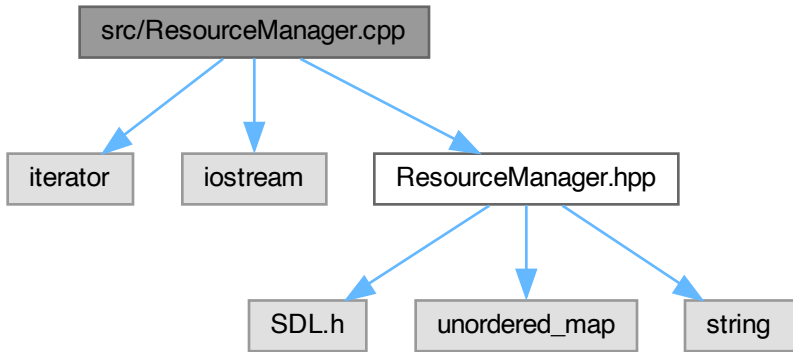 src/ResourceManager.cpp
iterator
iostream
ResourceManager.hpp
SDL.h
unordered_map
string